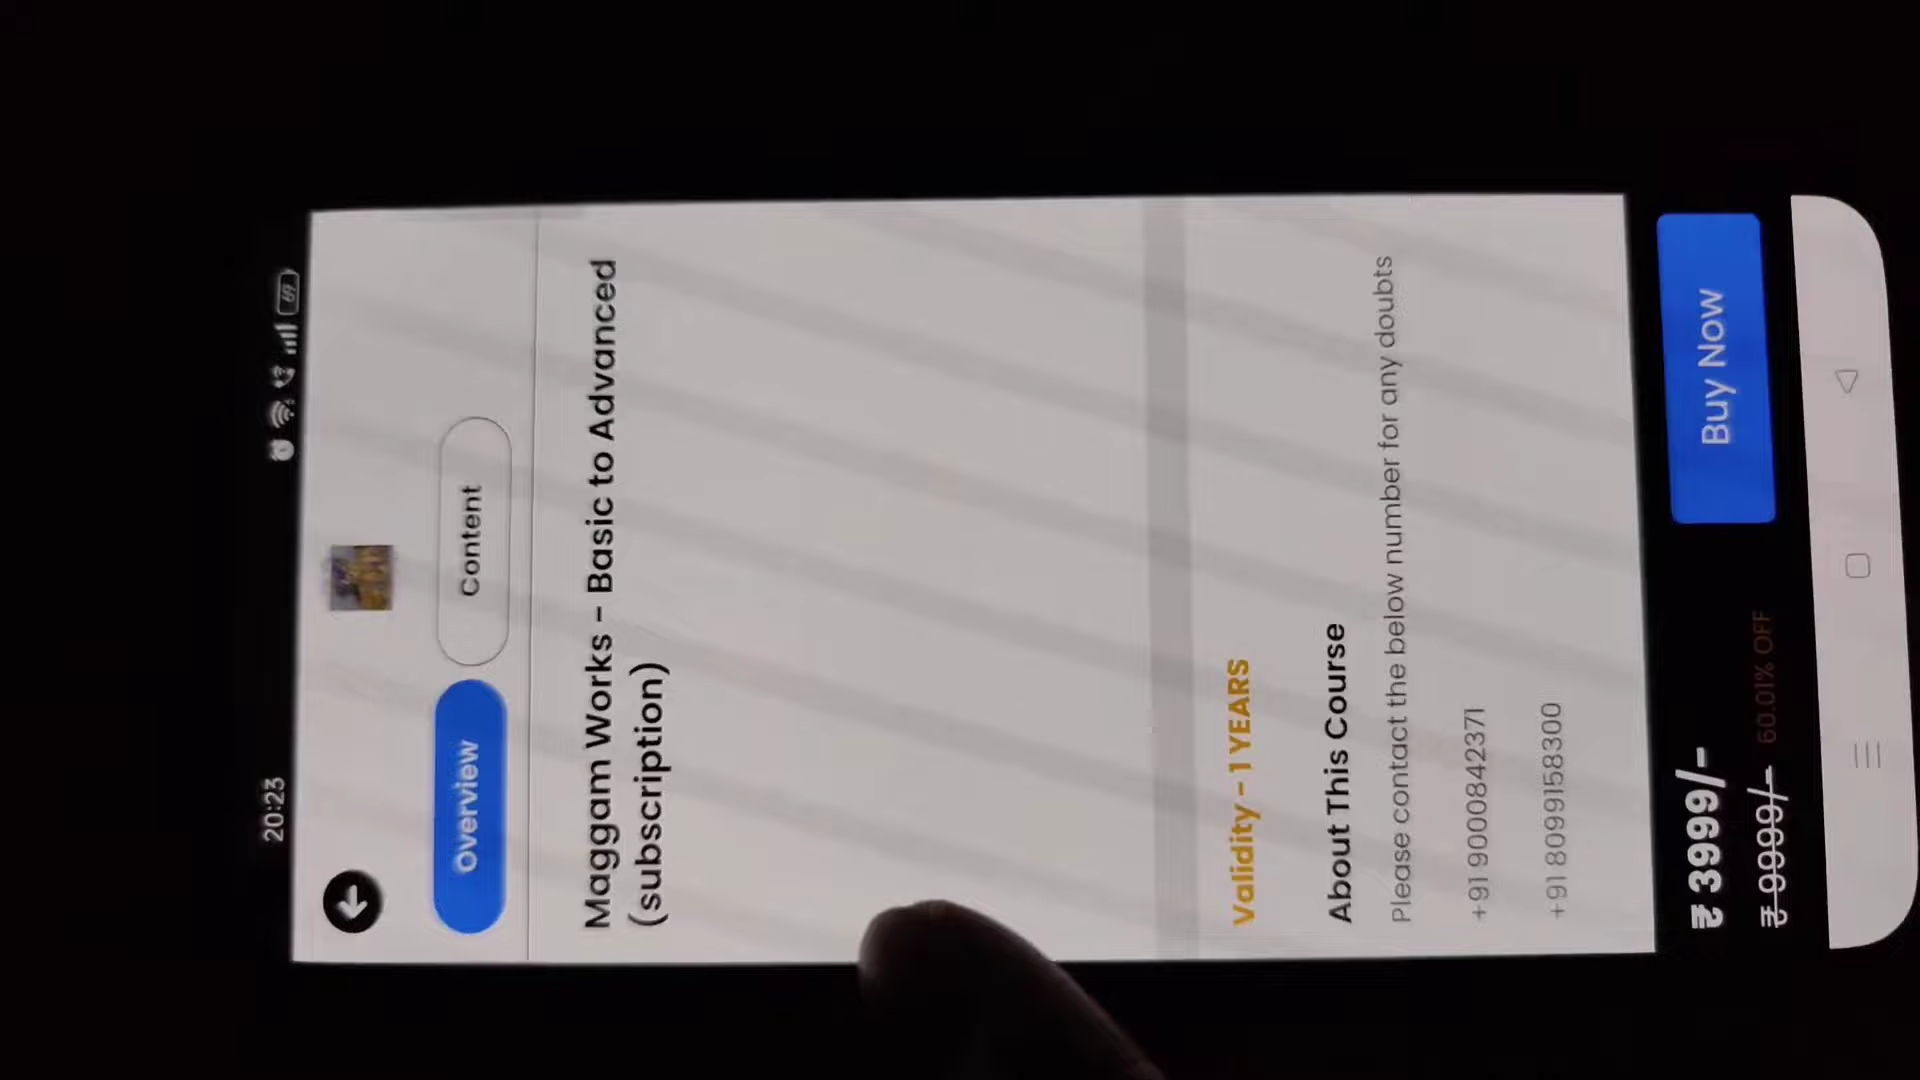 20:23
69
Overview
Content
Maggam Works - Basic to Advanced
(subscription)
Validity - 1 YEARS
About This Course
Please contact the below number for any doubts
+91 9000842371
+91 8099158300
₹ 3999/-
₹ 9999/- 60.01% OFF
Buy Now